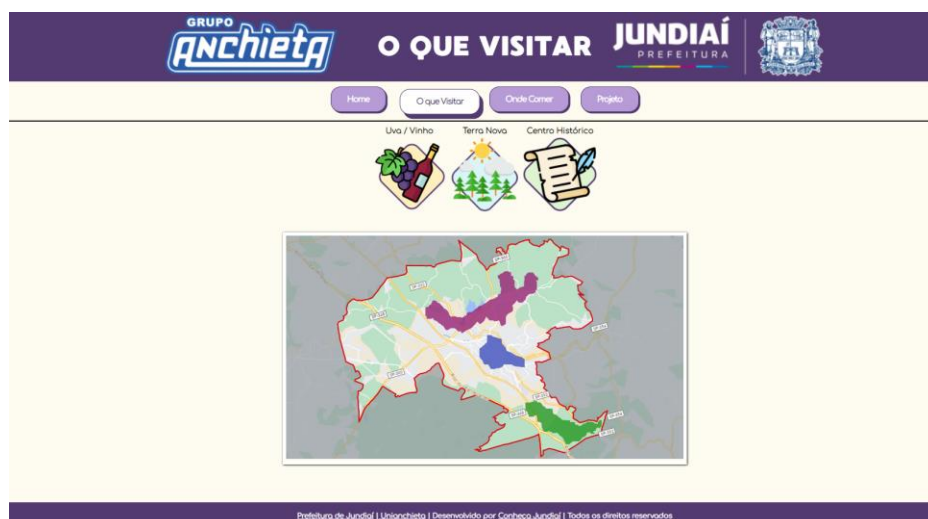 GRUPO
ANCHIETA
O QUE VISITAR
JUNDIAÍ
PREFEITURA
Home
O que Visitar
Onde Comer
Projeto
Uva / Vinho
Terra Nova
Centro Histórico
Prefeitura de Jundiaí | Unianchieta | Desenvolvido por Conheça Jundiaí | Todos os direitos reservados